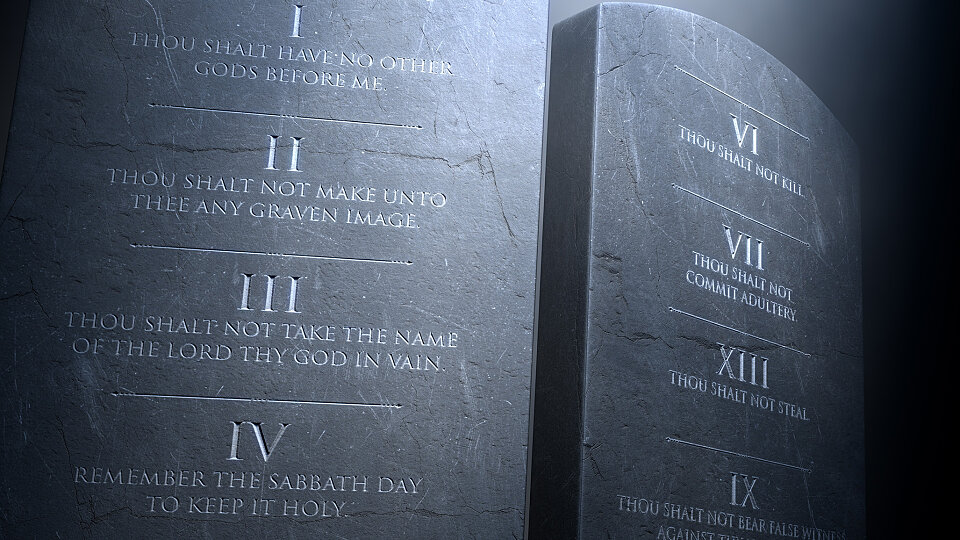 I
THOU SHALT HAVE NO OTHER
GODS BEFORE ME.
II
THOU SHALT NOT MAKE UNTO
THEE ANY GRAVEN IMAGE.
III
THOU SHALT NOT TAKE THE NAME
OF THE LORD THY GOD IN VAIN.
IV
REMEMBER THE SABBATH DAY
TO KEEP IT HOLY.
VI
THOU SHALT NOT KILL.
VII
THOU SHALT NOT
COMMIT ADULTERY.
XIII
THOU SHALT NOT STEAL.
IX
THOU SHALT NOT BEAR FALSE WITNESS
AGAINST